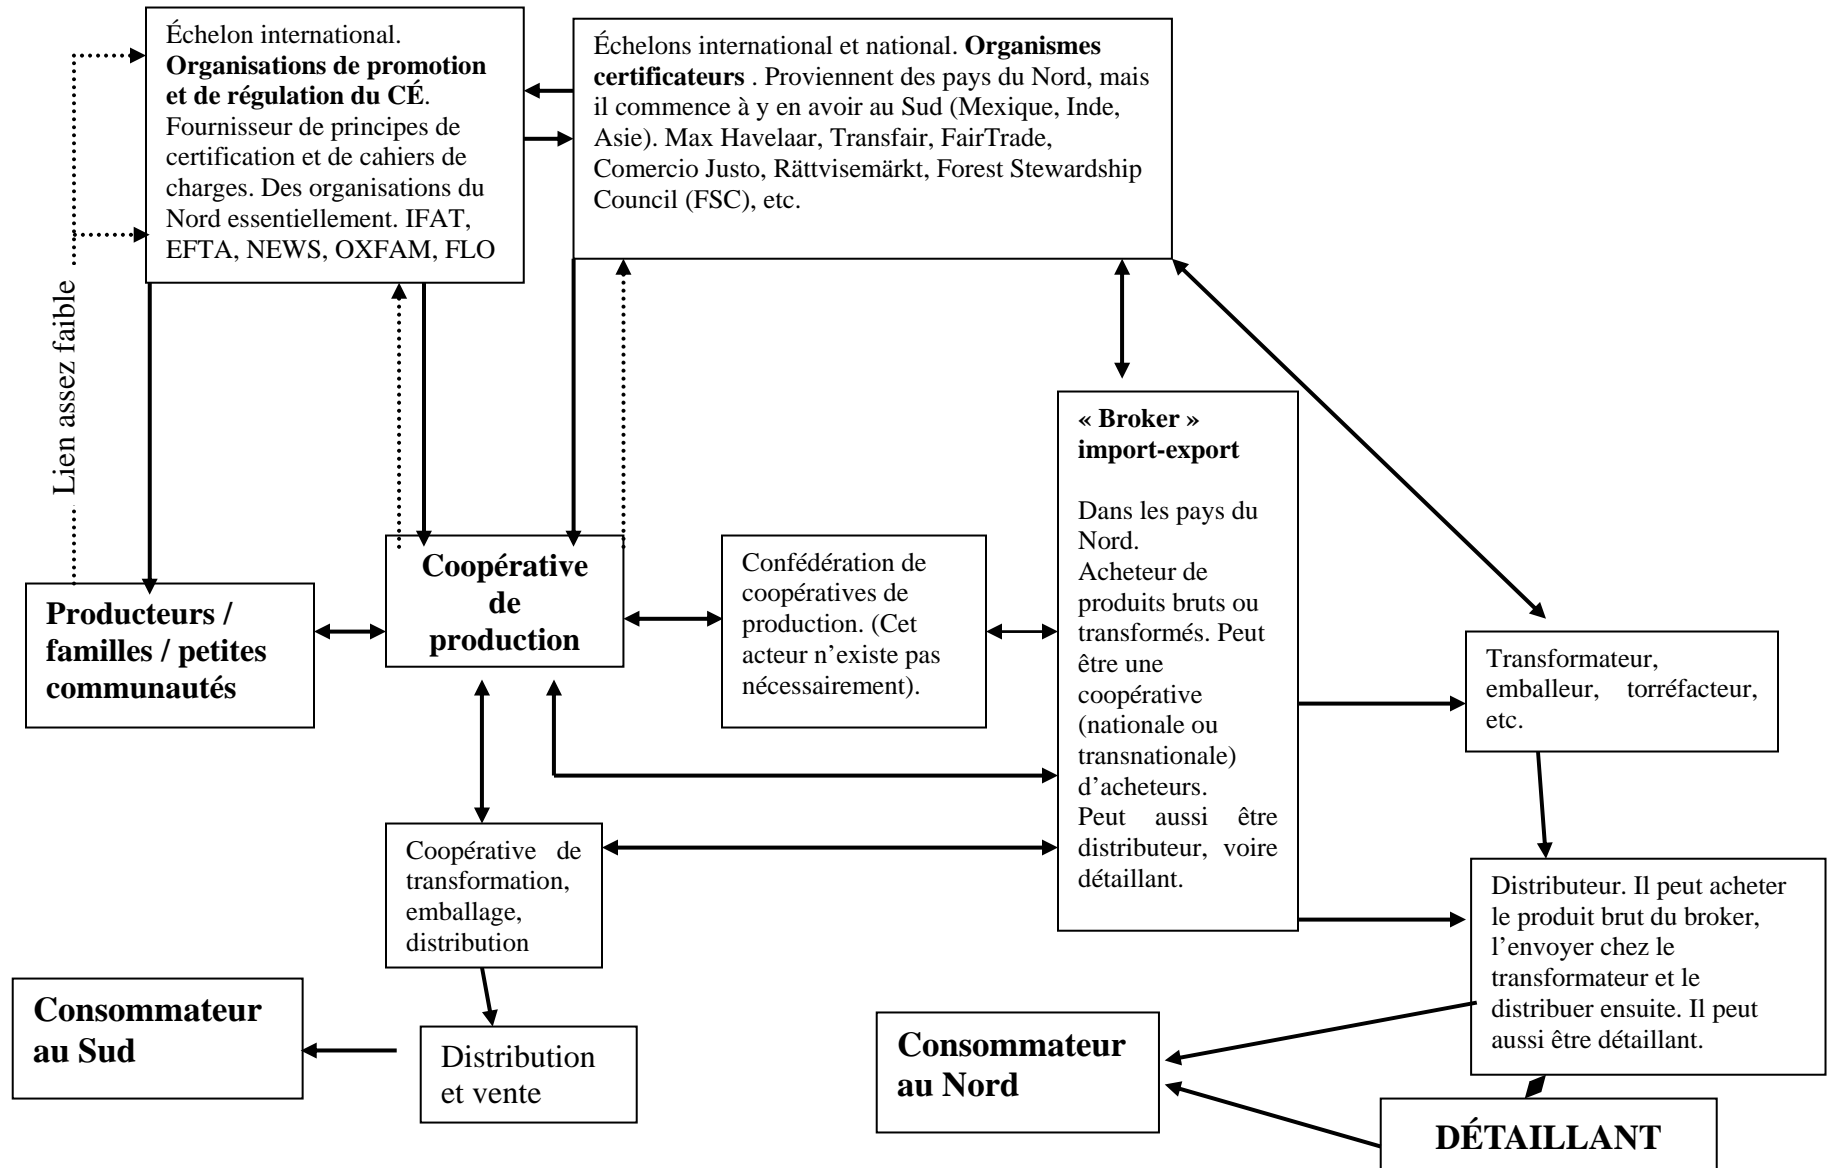 Échelon international.
Organisations de promotion
et de régulation du CÉ.
Fournisseur de principes de
certification et de cahiers de
charges. Des organisations du
Nord essentiellement. IFAT,
EFTA, NEWS, OXFAM, FLO
Échelons international et national. Organismes
certificateurs . Proviennent des pays du Nord, mais
il commence à y en avoir au Sud (Mexique, Inde,
Asie). Max Havelaar, Transfair, FairTrade,
Comercio Justo, Rättvisemärkt, Forest Stewardship
Council (FSC), etc.
Lien assez faible
Producteurs /
familles / petites
communautés
Coopérative
de
production
Confédération de
coopératives de
production. (Cet
acteur n’existe pas
nécessairement).
« Broker »
import-export
Dans les pays du
Nord.
Acheteur de
produits bruts ou
transformés. Peut
être une
coopérative
(nationale ou
transnationale)
d’acheteurs.
Peut aussi être
distributeur, voire
détaillant.
Transformateur,
emballeur, torréfacteur,
etc.
Coopérative de
transformation,
emballage,
distribution
Distributeur. Il peut acheter
le produit brut du broker,
l’envoyer chez le
transformateur et le
distribuer ensuite. Il peut
aussi être détaillant.
Consommateur
au Sud
Distribution
et vente
Consommateur
au Nord
DÉTAILLANT